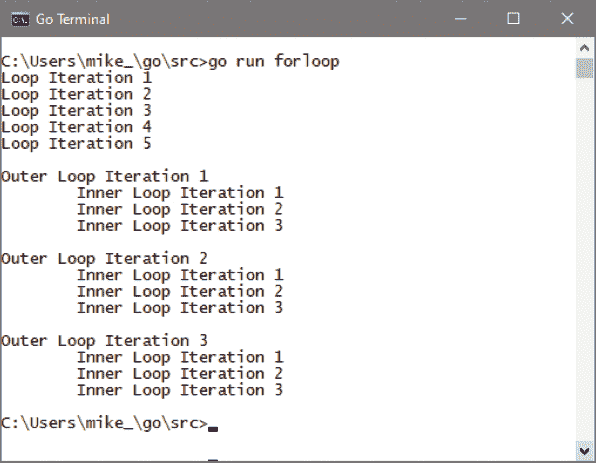 Go Terminal
C:\Users\mike_\go\src>go run forloop
Loop Iteration 1
Loop Iteration 2
Loop Iteration 3
Loop Iteration 4
Loop Iteration 5
Outer Loop Iteration 1
Inner Loop Iteration 1
Inner Loop Iteration 2
Inner Loop Iteration 3
Outer Loop Iteration 2
Inner Loop Iteration 1
Inner Loop Iteration 2
Inner Loop Iteration 3
Outer Loop Iteration 3
Inner Loop Iteration 1
Inner Loop Iteration 2
Inner Loop Iteration 3
C:\Users\mike_\go\src>